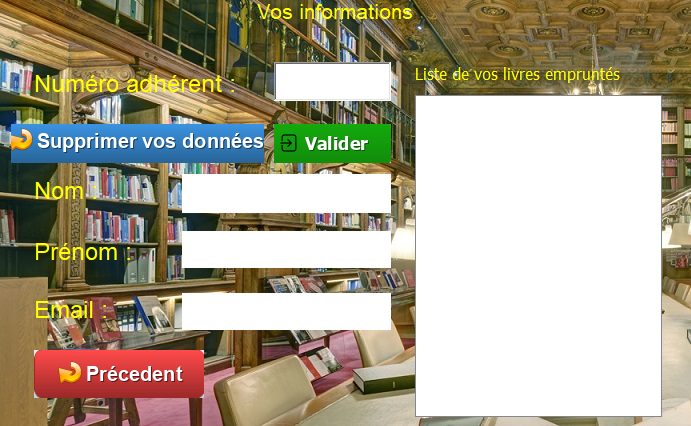 Vos informations
Numéro adhérent :
Liste de vos livres empruntés
Supprimer vos données
Valider
Nom :
Prénom :
Email :
Précedent